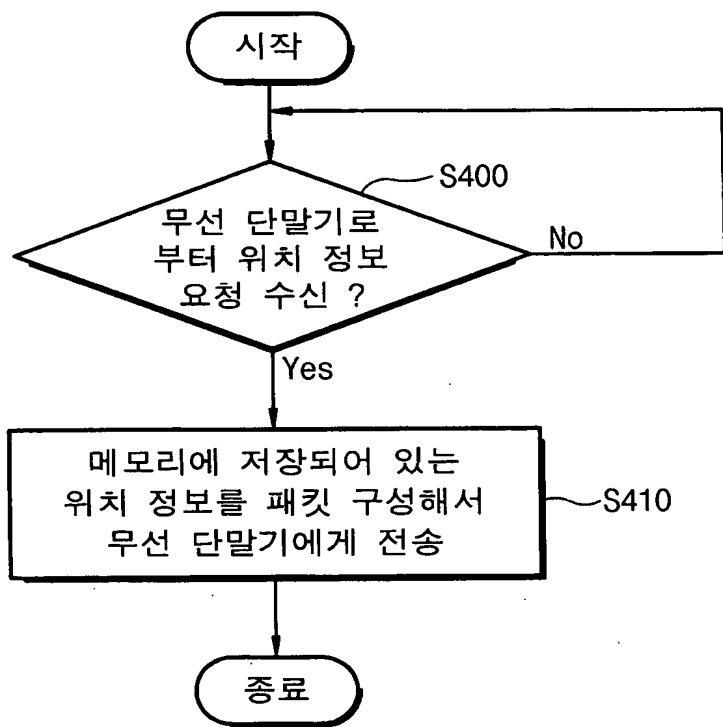 시작
S400
무선 단말기로
부터 위치 정보
요청 수신 ?
No
Yes
메모리에 저장되어 있는
위치 정보를 패킷 구성해서
무선 단말기에게 전송
S410
종료